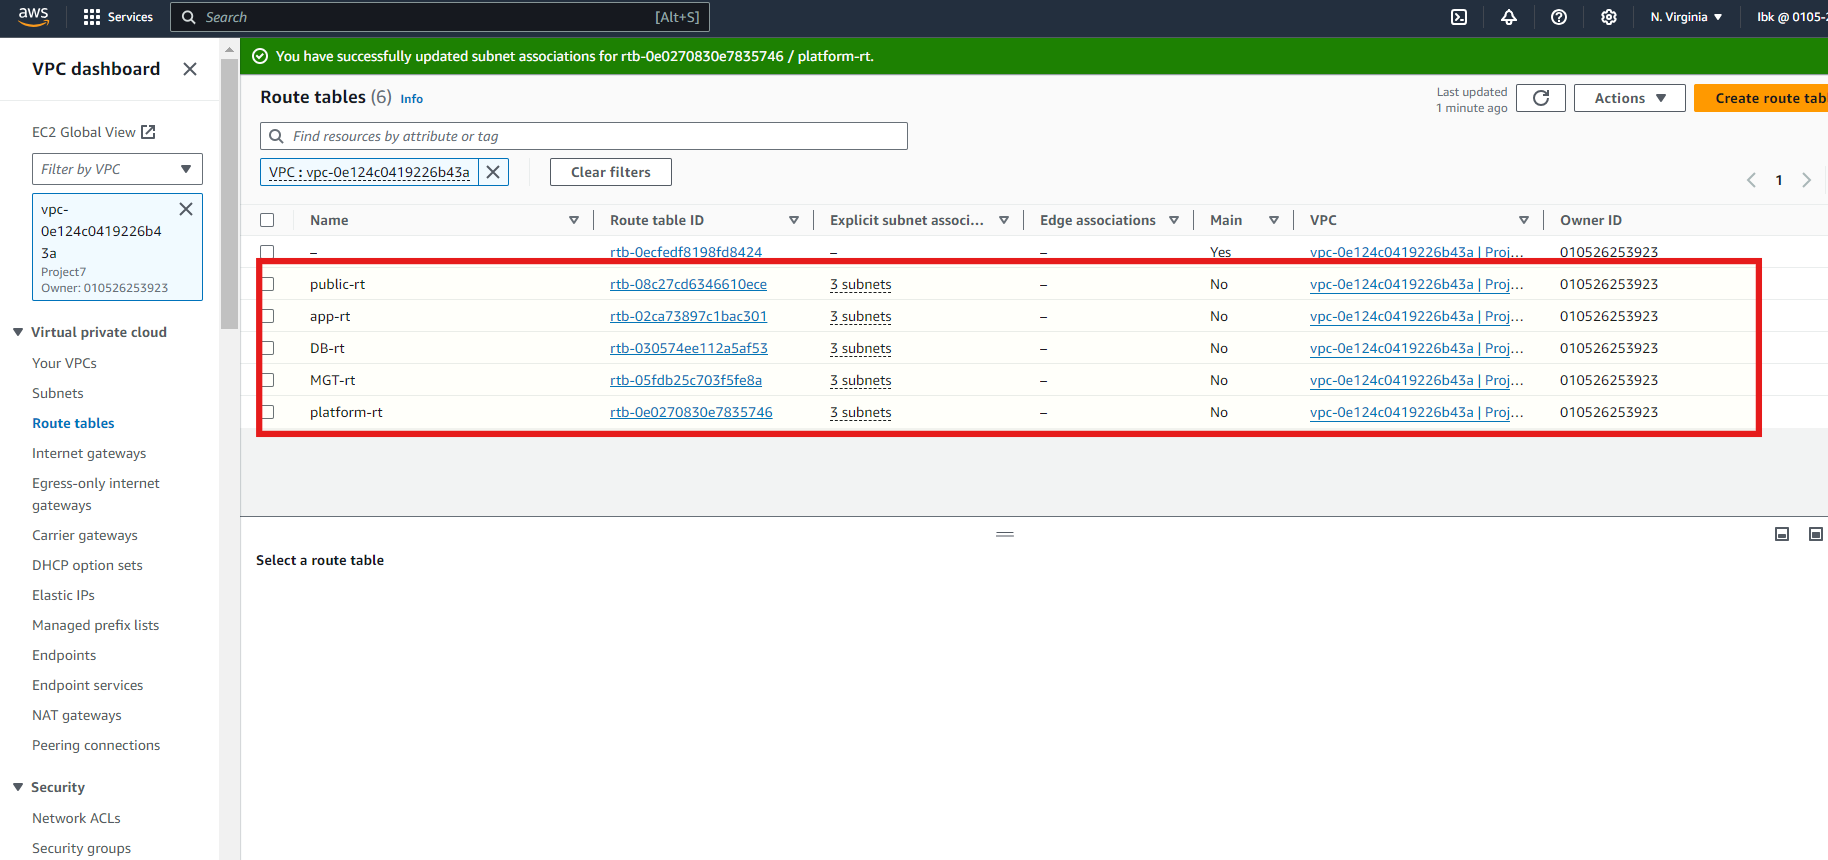 aws
Services
Search
[Alt+S]
N. Virginia
Ibk @ 0105-
VPC dashboard
EC2 Global View
Filter by VPC
vpc-
0e124c0419226b4
3a
Project7
Owner: 010526253923
Virtual private cloud
Your VPCs
Subnets
Route tables
Internet gateways
Egress-only internet
gateways
Carrier gateways
DHCP option sets
Elastic IPs
Managed prefix lists
Endpoints
Endpoint services
NAT gateways
Peering connections
Security
Network ACLs
Security groups
You have successfully updated subnet associations for rtb-0e0270830e7835746 / platform-rt.
Route tables (6) Info
Last updated
1 minute ago
Actions
Create route tab
Find resources by attribute or tag
VPC : vpc-0e124c0419226b43a
Clear filters
1
Name Route table ID Explicit subnet associ... Edge associations Main VPC Owner ID
– rtb-0ecfedf8198fd8424 – – Yes vpc-0e124c0419226b43a | Proj... 010526253923
public-rt rtb-08c27cd6346610ece 3 subnets – No vpc-0e124c0419226b43a | Proj... 010526253923
app-rt rtb-02ca73897c1bac301 3 subnets – No vpc-0e124c0419226b43a | Proj... 010526253923
DB-rt rtb-030574ee112a5af53 3 subnets – No vpc-0e124c0419226b43a | Proj... 010526253923
MGT-rt rtb-05fdb25c703f5fe8a 3 subnets – No vpc-0e124c0419226b43a | Proj... 010526253923
platform-rt rtb-0e0270830e7835746 3 subnets – No vpc-0e124c0419226b43a | Proj... 010526253923
Select a route table